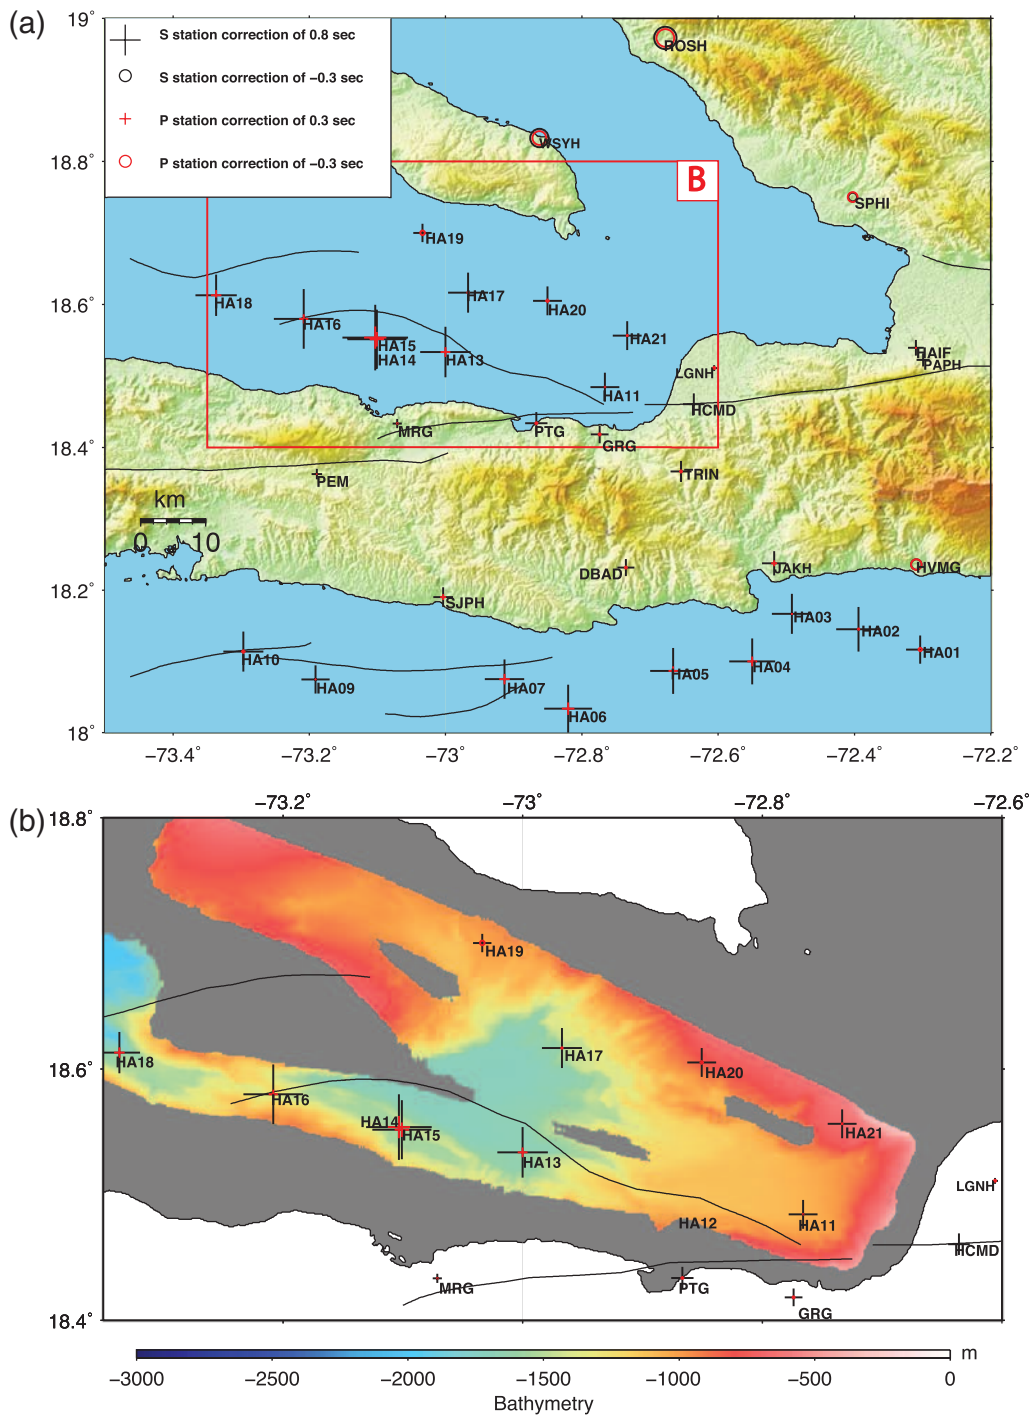 (a)
19°
S station correction of 0.8 sec
S station correction of −0.3 sec
P station correction of 0.3 sec
P station correction of −0.3 sec
ROSH
WSYH
18.8°
B
SPHI
HA19
18.6°
HA18
HA17
HA20
HA16
HA15
HA14
HA13
HA21
HAIF
PAPH
LGNH
HA11
HCMD
MRG
PTG
GRG
18.4°
PEM
TRIN
km
0 10
DBAD
JAKH
HVMG
18.2°
SJPH
HA03
HA02
HA10
HA01
HA09
HA07
HA05
HA04
HA06
18°
−73.4° −73.2° −73° −72.8° −72.6° −72.4° −72.2°
(b)
−73.2° −73° −72.8° −72.6°
18.8°
HA19
18.6°
HA18
HA17
HA20
HA16
HA14
HA15
HA21
HA13
LGNH
HA12
HA11
HCMD
MRG
PTG
GRG
18.4°
m
−3000 −2500 −2000 −1500 −1000 −500 0
Bathymetry